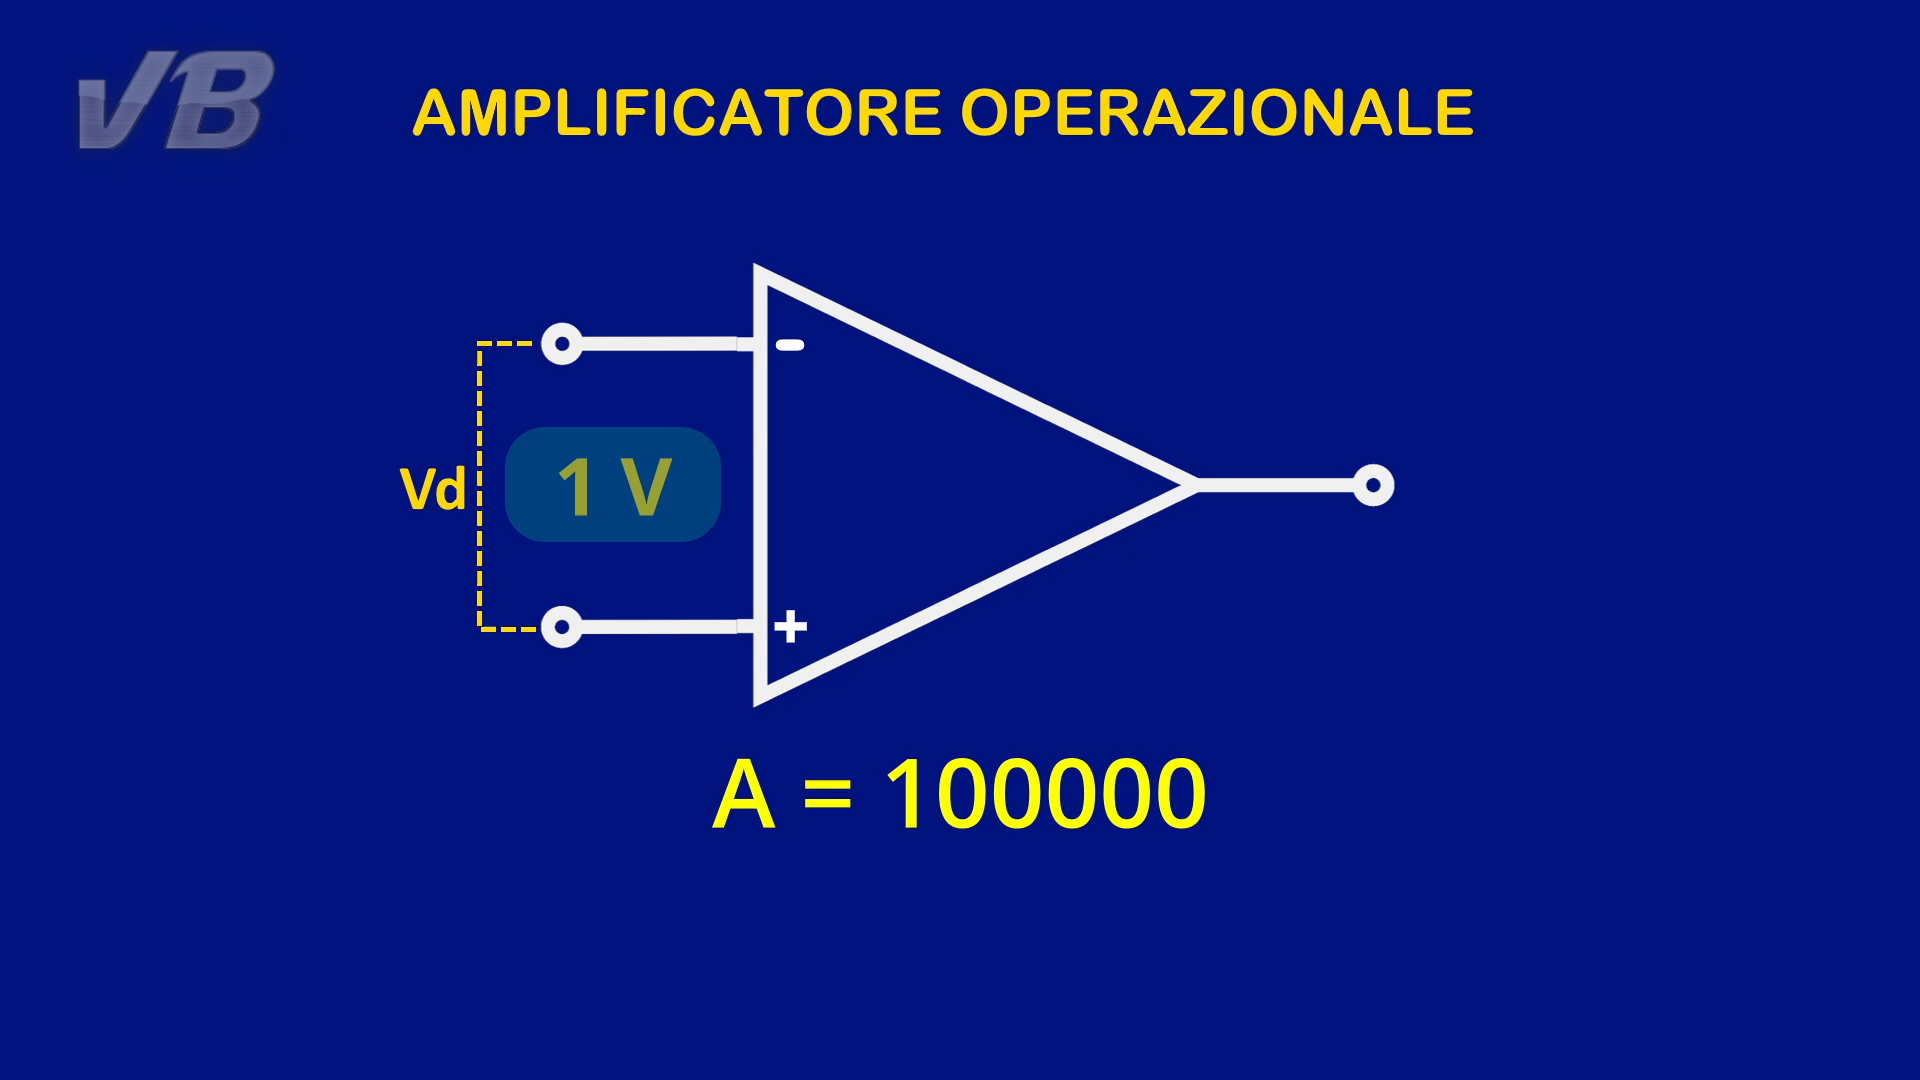 VB
AMPLIFICATORE OPERAZIONALE
-
Vd
1 V
+
A = 100000